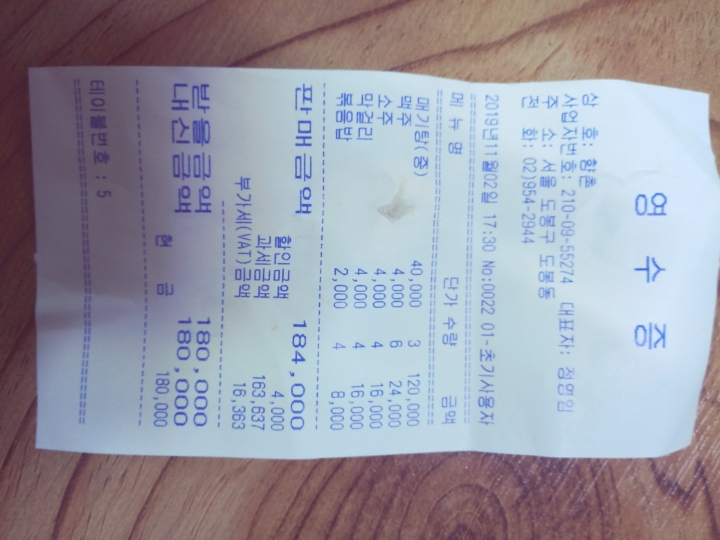 영 수 증
상 호: 향촌
사업자번호: 210-09-55274 대표자: 정영임
주 소: 서울 도봉구 도봉동
전 화: 02)954-2944
2019년11월02일 17:30 No:0022 01-초기사용자
메 뉴 명 단가 수량 금액
메기탕(중) 40,000 3 120,000
맥주 4,000 6 24,000
소주 4,000 4 16,000
막걸리 4,000 4 16,000
볶음밥 2,000 4 8,000
판매금액 184,000
할인금액 4,000
과세금액 163,637
부가세(VAT)금액 16,363
받을금액 180,000
내신금액 180,000
현 금 180,000
테이블번호 : 5